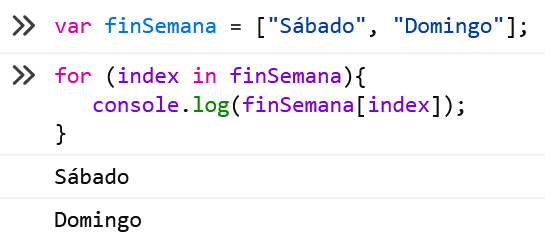 >> var finSemana = ["Sábado", "Domingo"];
>> for (index in finSemana){
console.log(finSemana[index]);
}
Sábado
Domingo